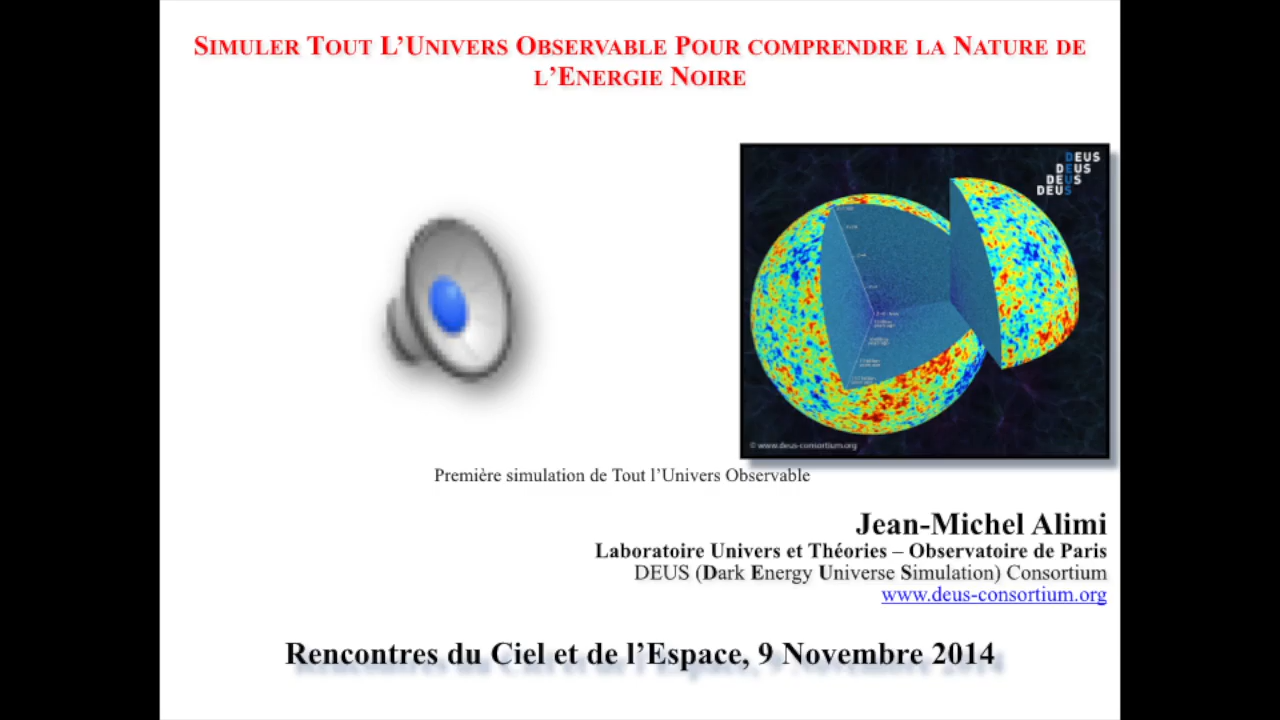 SIMULER TOUT L’UNIVERS OBSERVABLE POUR COMPRENDRE LA NATURE DE
L’ENERGIE NOIRE
DEUS
DEUS
DEUS
DEUS
© www.deus-consortium.org
Première simulation de Tout l’Univers Observable
Jean-Michel Alimi
Laboratoire Univers et Théories – Observatoire de Paris
DEUS (Dark Energy Universe Simulation) Consortium
www.deus-consortium.org
Rencontres du Ciel et de l’Espace, 9 Novembre 2014